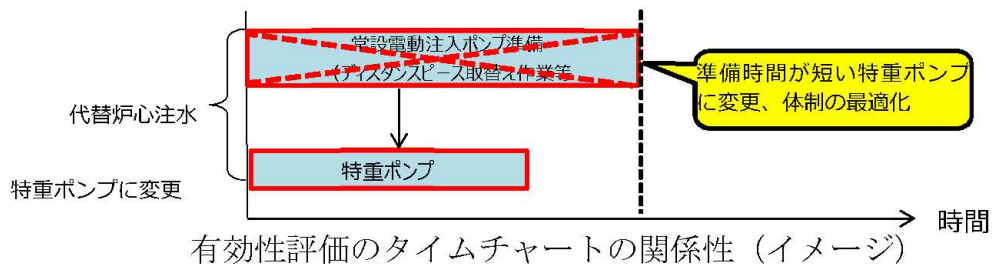 常設電動注入ポンプ準備
(ディスタンスピース取替え作業等
準備時間が短い特重ポンプ
に変更、体制の最適化
代替炉心注水
特重ポンプ
特重ポンプに変更
時間
有効性評価のタイムチャートの関係性（イメージ）